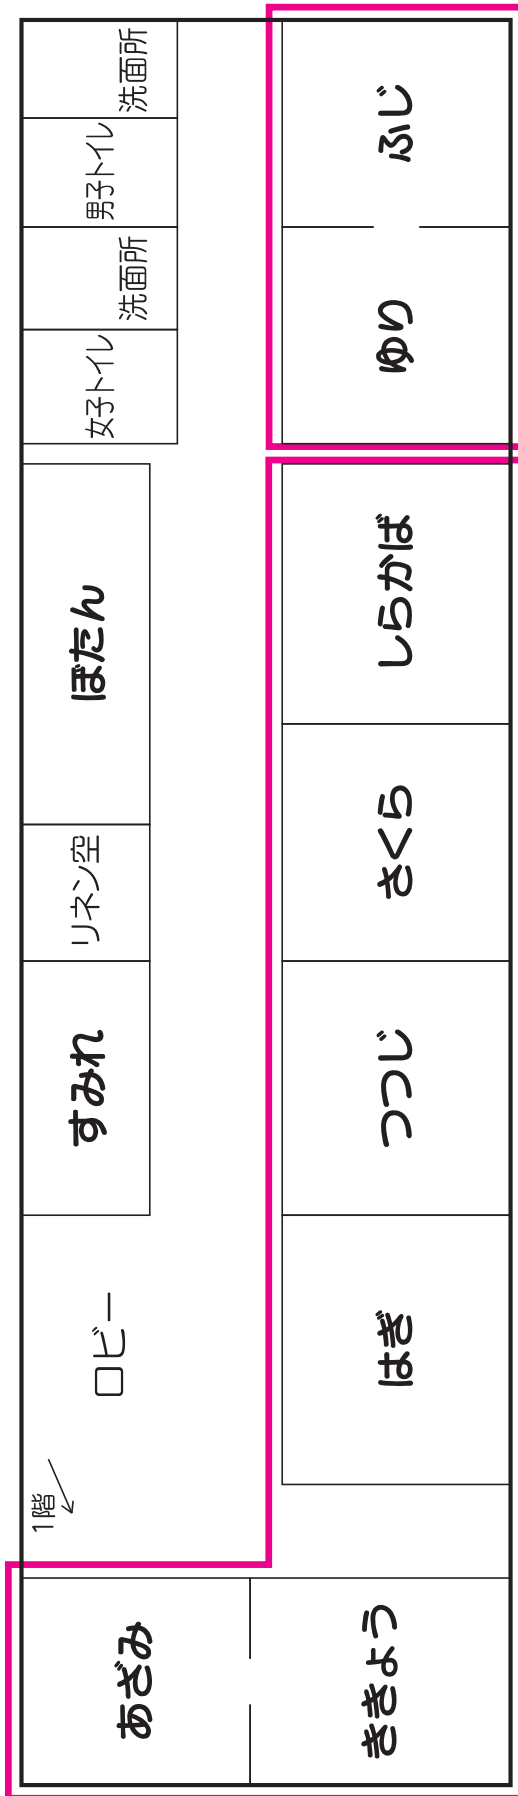 洗面所
男子トイレ
洗面所
女子トイレ
ぼたん
リネン空
すみれ
ロビー
1階
ふじ
ゆり
しらかば
さくら
つつじ
はぎ
あざみ
ききょう